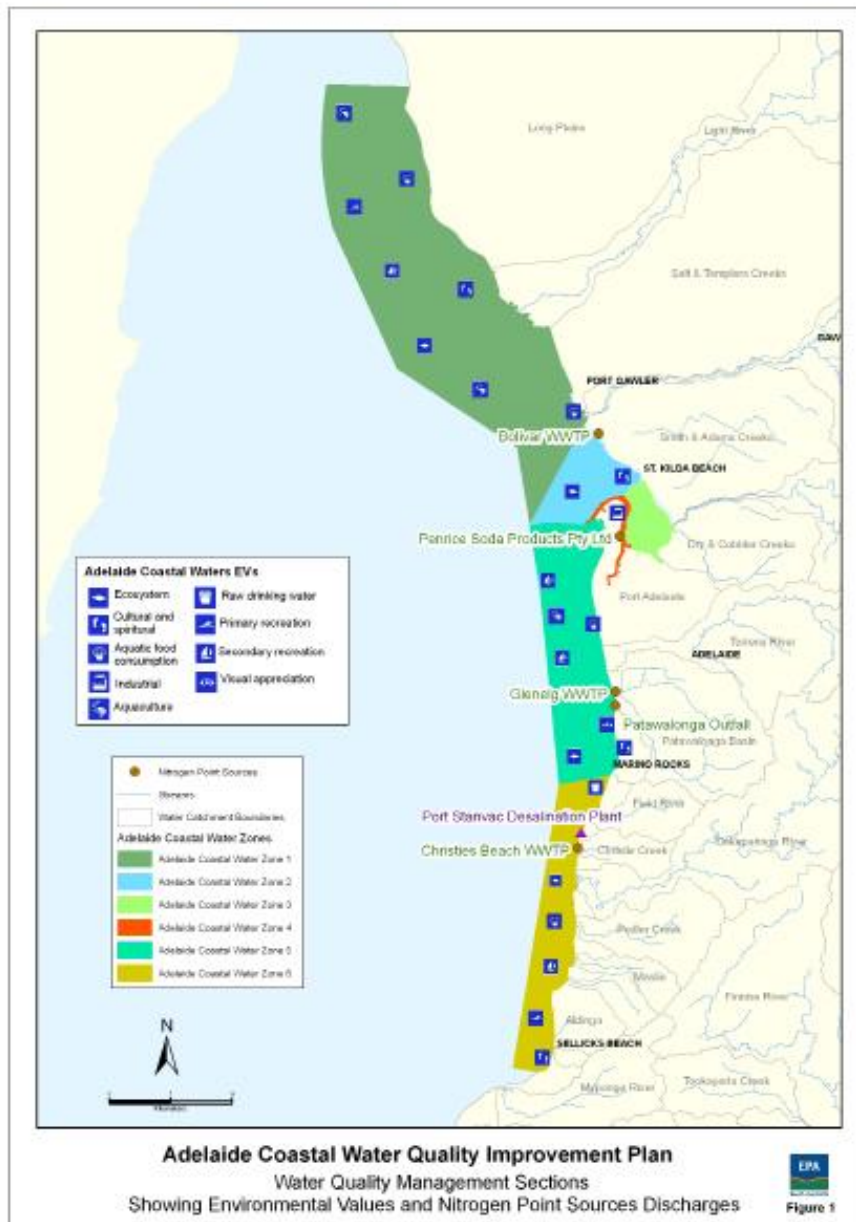 Long Plains
Light River
Salt & Templers Creeks
GAW
PORT GAWLER
Bolivar WWTP
Smith & Adams Creeks
ST. KILDA BEACH
Penrice Soda Products Pty Ltd
Dry & Cobbler Creeks
Port Adelaide
Torrens River
ADELAIDE
Glenelg WWTP
Patawalonga Outfall
Patawalonga Basin
MARINO ROCKS
Field River
Port Stanvac Desalination Plant
Onkaparinga River
Christies Beach WWTP
Christie Creek
Pedler Creek
Maslin
Finniss River
Aldinga
SELLICKS BEACH
Myponga River
Tookayerta Creek
Adelaide Coastal Waters EVs
Ecosystem
Raw drinking water
Cultural and
spiritural
Primary recreation
Aquatic food
consumption
Secondary recreation
Industrial
Visual appreciation
Aquaculture
Nitrogen Point Sources
Streams
Water Catchment Boundaries
Adelaide Coastal Water Zones
Adelaide Coastal Water Zone 1
Adelaide Coastal Water Zone 2
Adelaide Coastal Water Zone 3
Adelaide Coastal Water Zone 4
Adelaide Coastal Water Zone 5
Adelaide Coastal Water Zone 6
N
Kilometers
Adelaide Coastal Water Quality Improvement Plan
Water Quality Management Sections
Showing Environmental Values and Nitrogen Point Sources Discharges
EPA
Figure 1